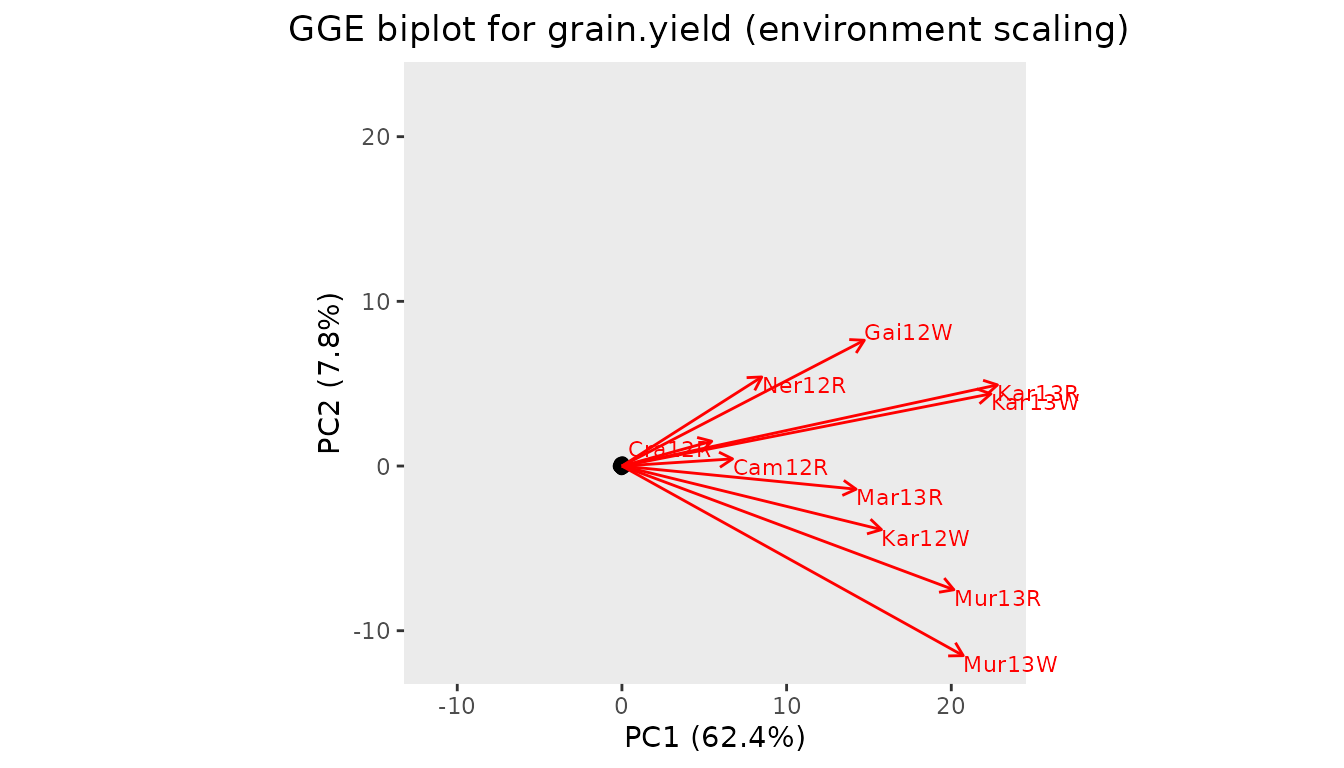 GGE biplot for grain.yield (environment scaling)
20
10
0
-10
PC2 (7.8%)
Gai12W
Ner12R
Kar13R
Kar13W
Cra12R
Cam12R
Mar13R
Kar12W
Mur13R
Mur13W
-10
0
10
20
PC1 (62.4%)